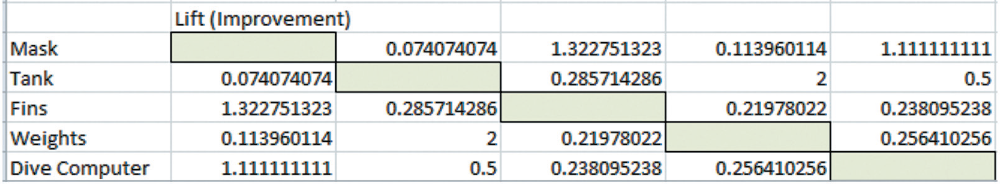 Lift (Improvement)
Mask 0.074074074 1.322751323 0.113960114 1.111111111
Tank 0.074074074 0.285714286 2 0.5
Fins 1.322751323 0.285714286 0.21978022 0.238095238
Weights 0.113960114 2 0.21978022 0.256410256
Dive Computer 1.111111111 0.5 0.238095238 0.256410256